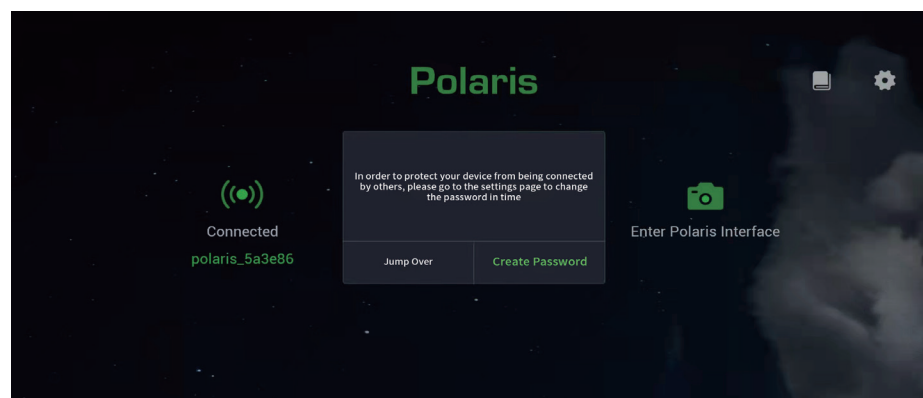 Polaris
In order to protect your device from being connected
by others, please go to the settings page to change
the password in time
Jump Over
Create Password
Connected
polaris_5a3e86
Enter Polaris Interface